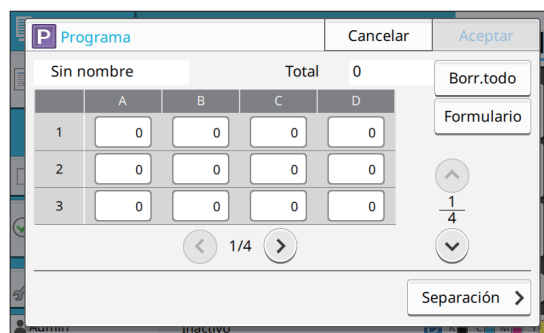 P Programa Cancelar Aceptar
Sin nombre Total 0 Borr.todo
A B C D Formulario
1 0 0 0 0
2 0 0 0 0
3 0 0 0 0
1/4
1
4
Separación
Admin Inactivo K C M Y